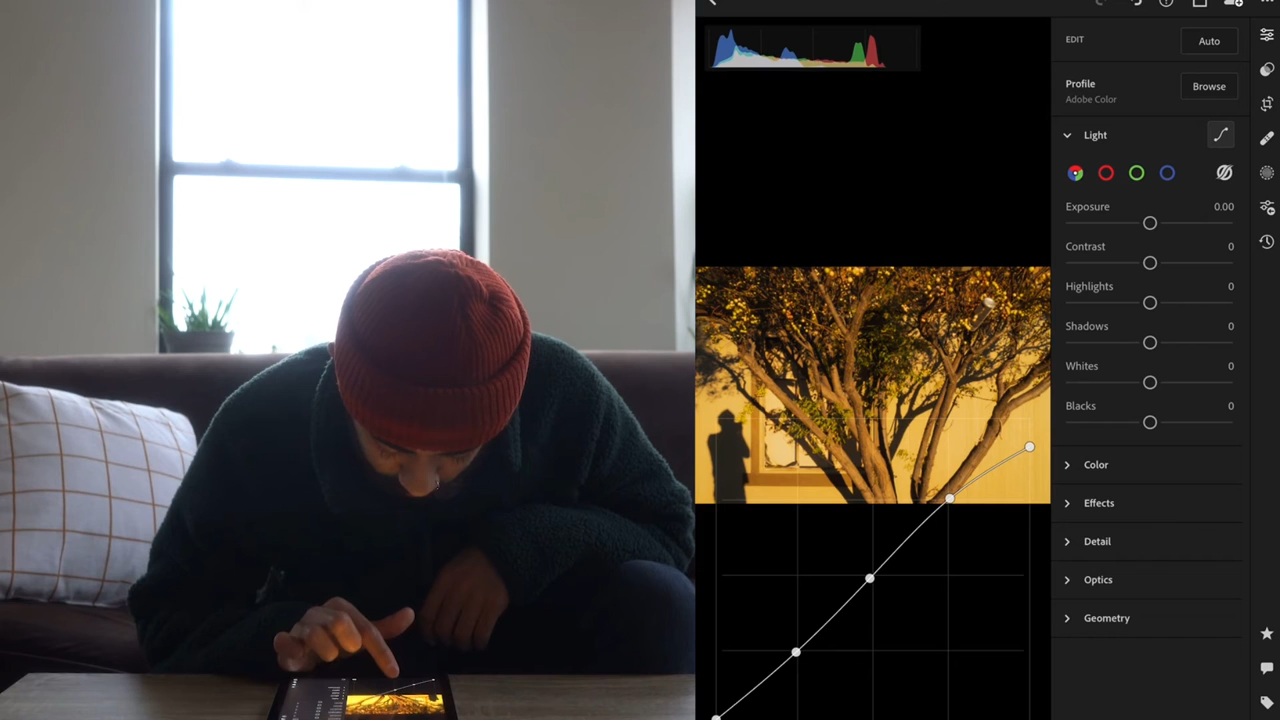 EDIT
Auto
Profile
Adobe Color
Browse
Light
Exposure 0.00
Contrast 0
Highlights 0
Shadows 0
Whites 0
Blacks 0
Color
Effects
Detail
Optics
Geometry